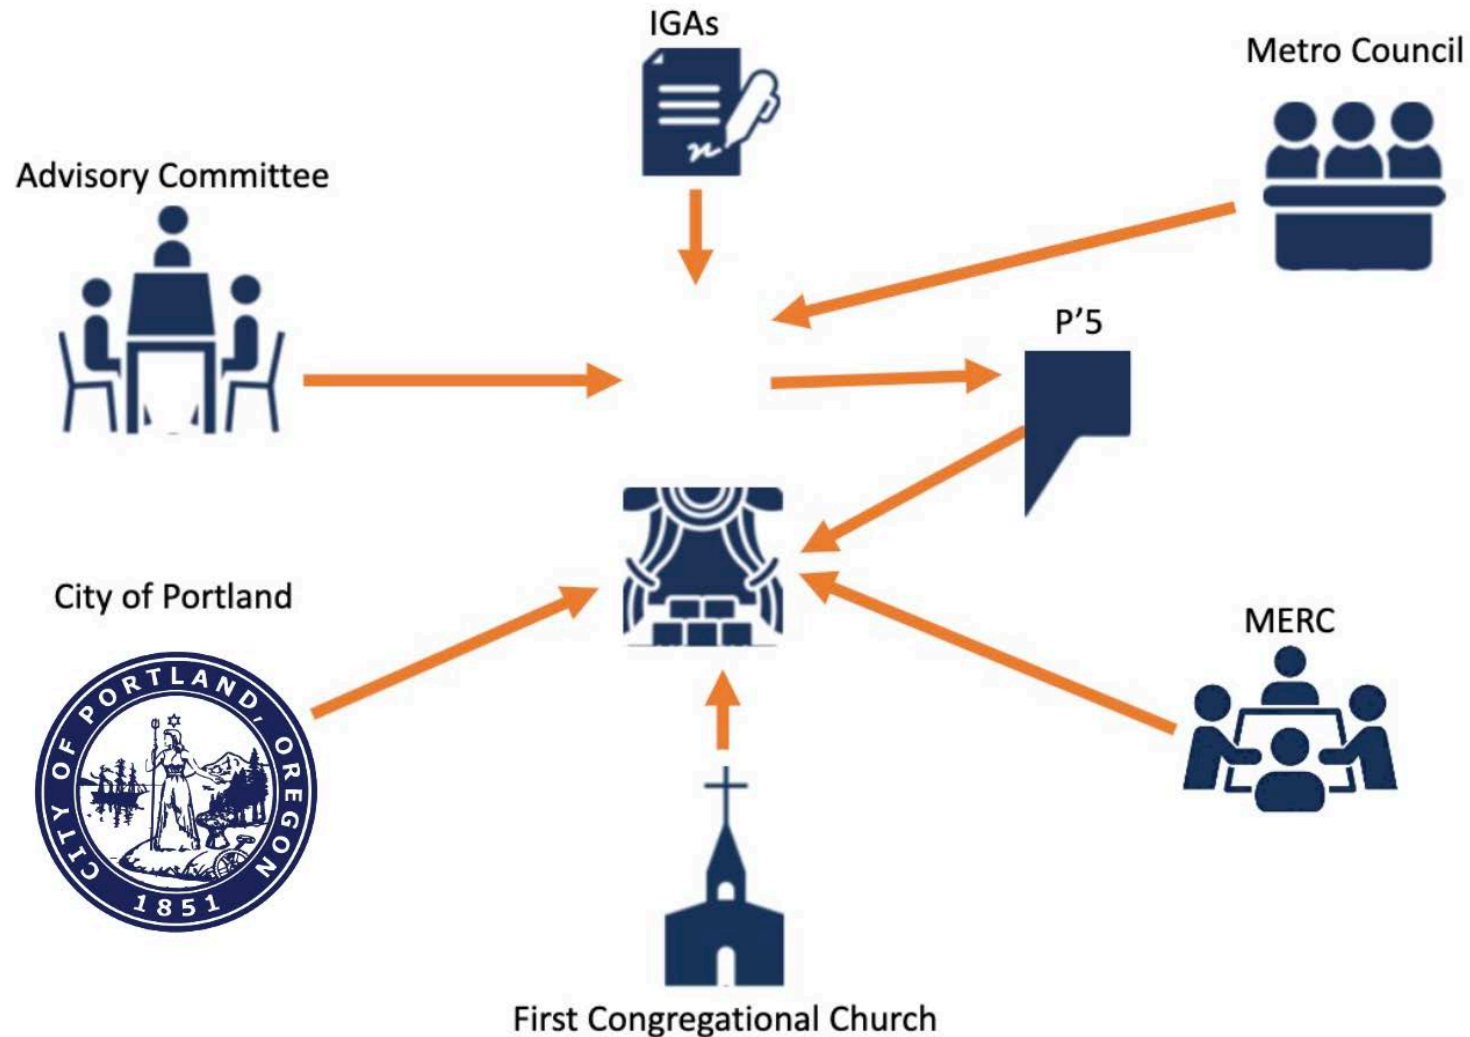 IGAs
Metro Council
Advisory Committee
P’5
City of Portland
MERC
CITY OF PORTLAND, OREGON
1851
First Congregational Church